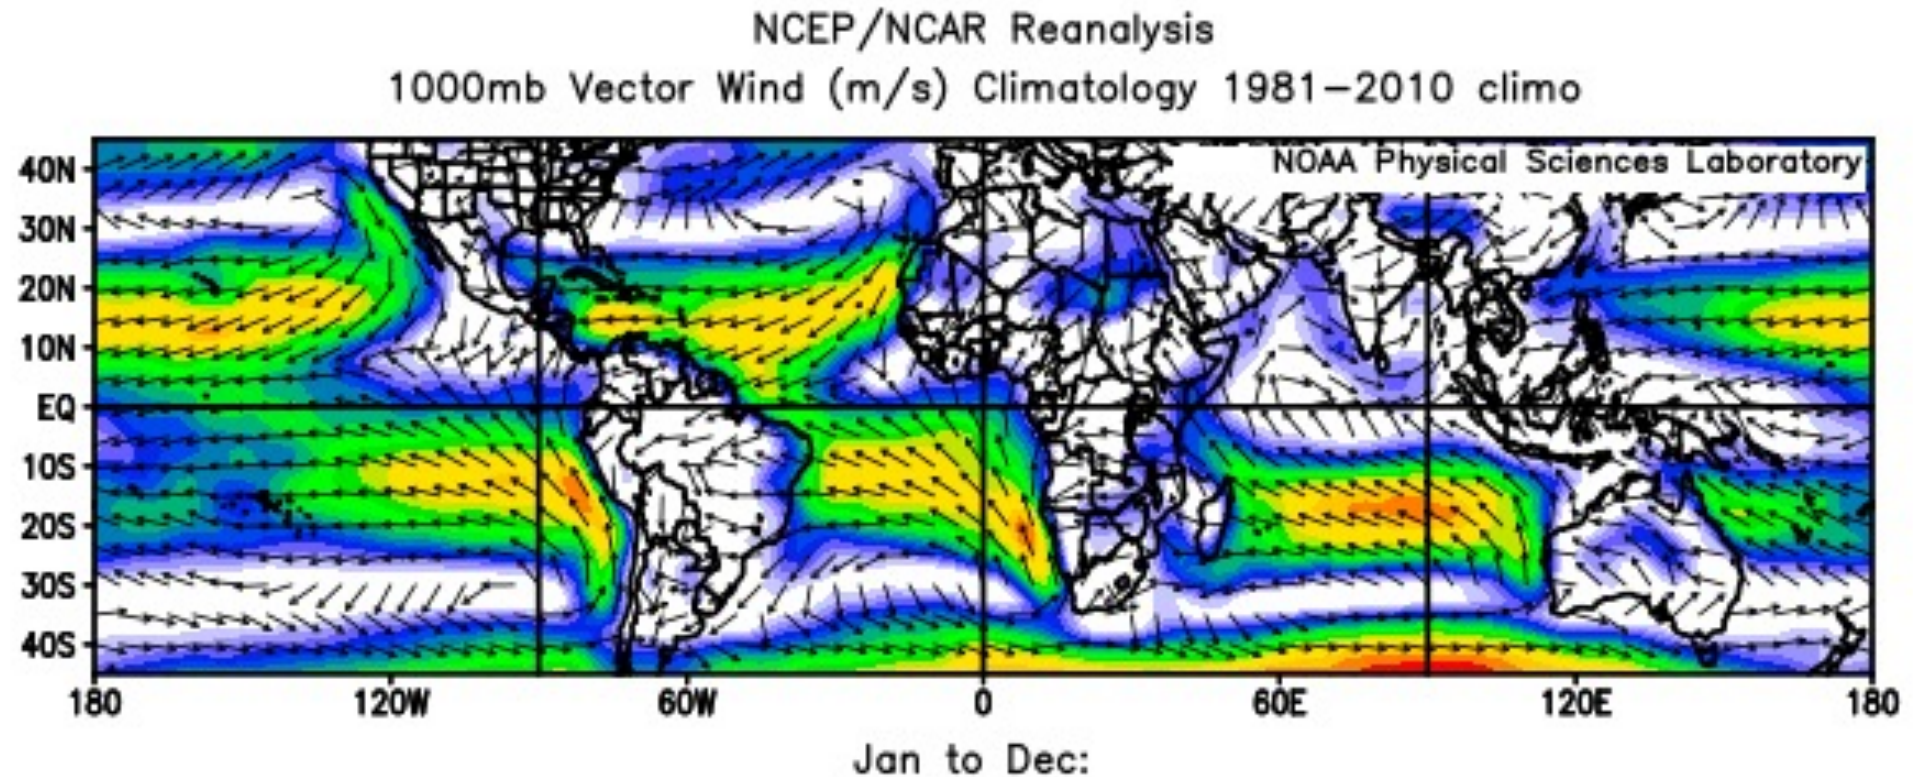 NCEP/NCAR Reanalysis
1000mb Vector Wind (m/s) Climatology 1981−2010 climo
NOAA Physical Sciences Laboratory
40N
30N
20N
10N
EQ
10S
20S
30S
40S
180 120W 60W 0 60E 120E 180
Jan to Dec: